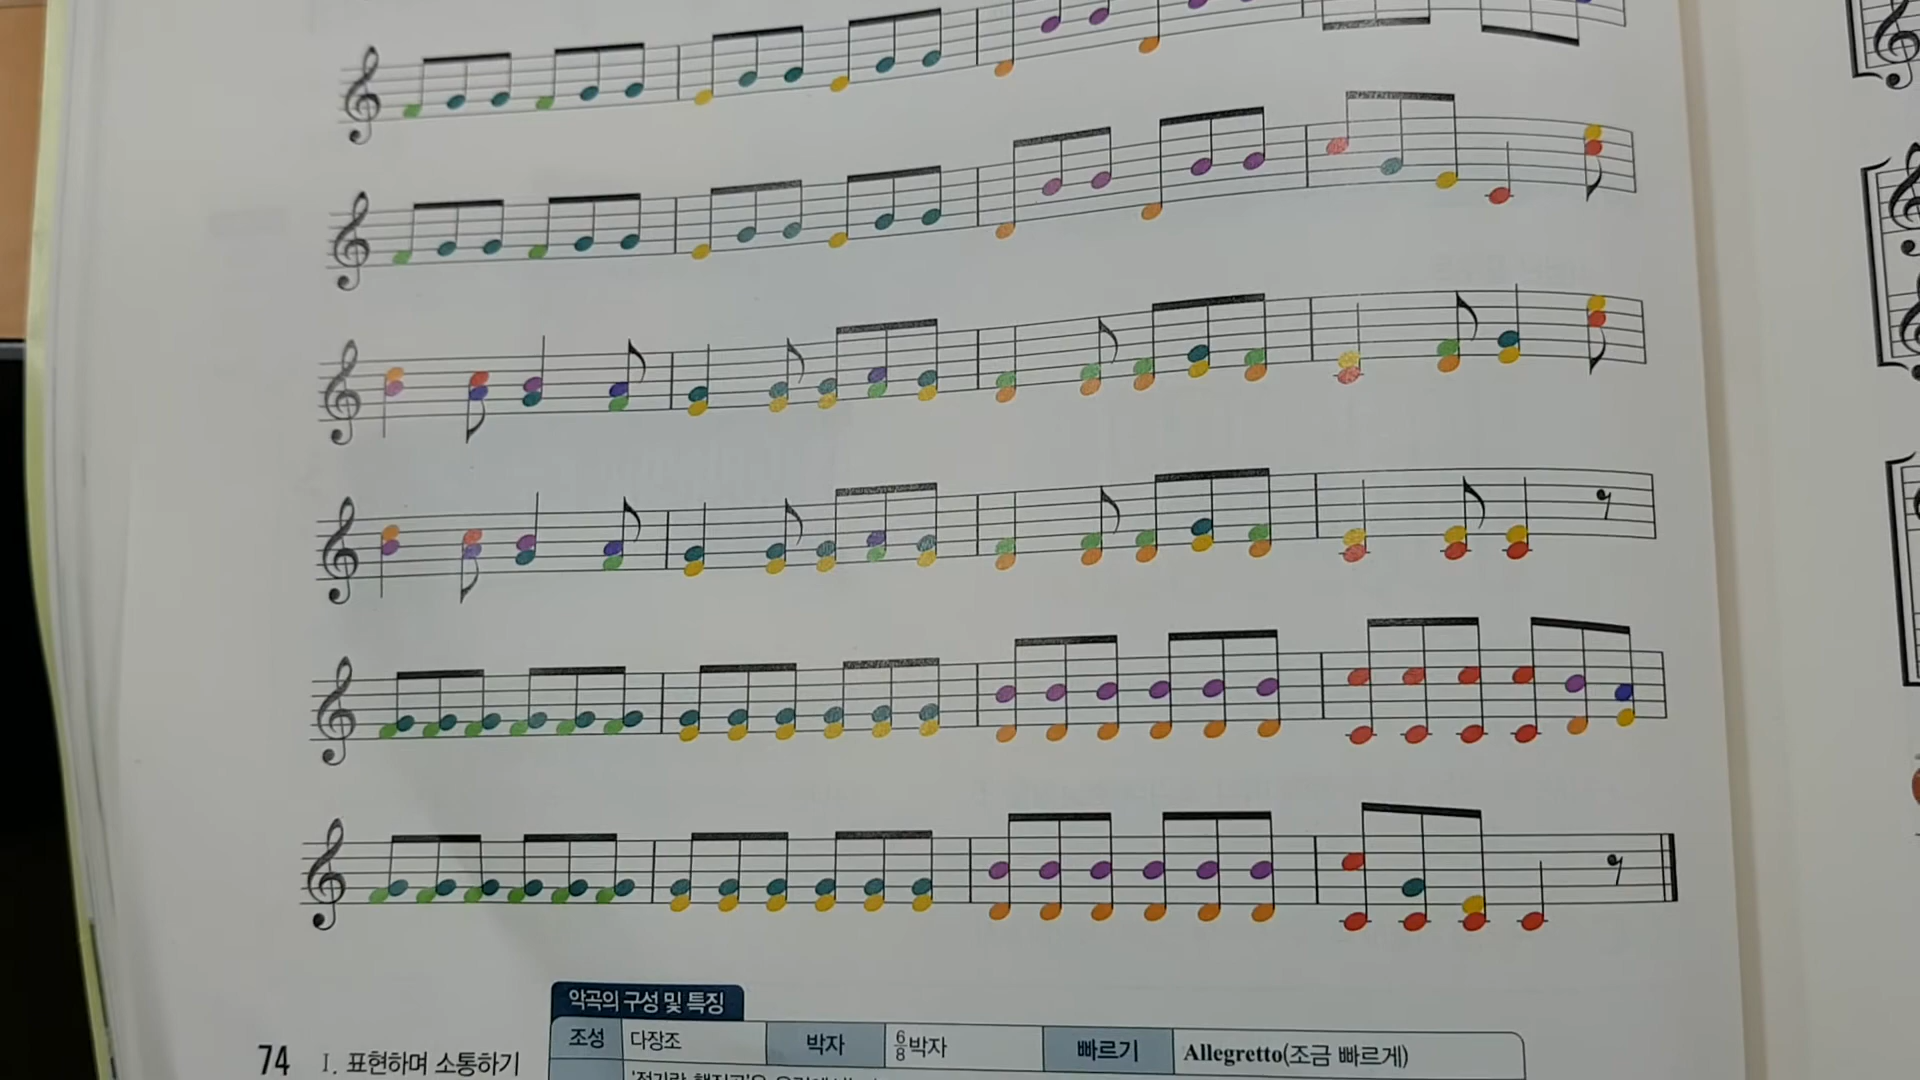 악곡의 구성 및 특징
조성 다장조 박자 6/8박자 빠르기 Allegretto(조금 빠르게)
74 I. 표현하며 소통하기